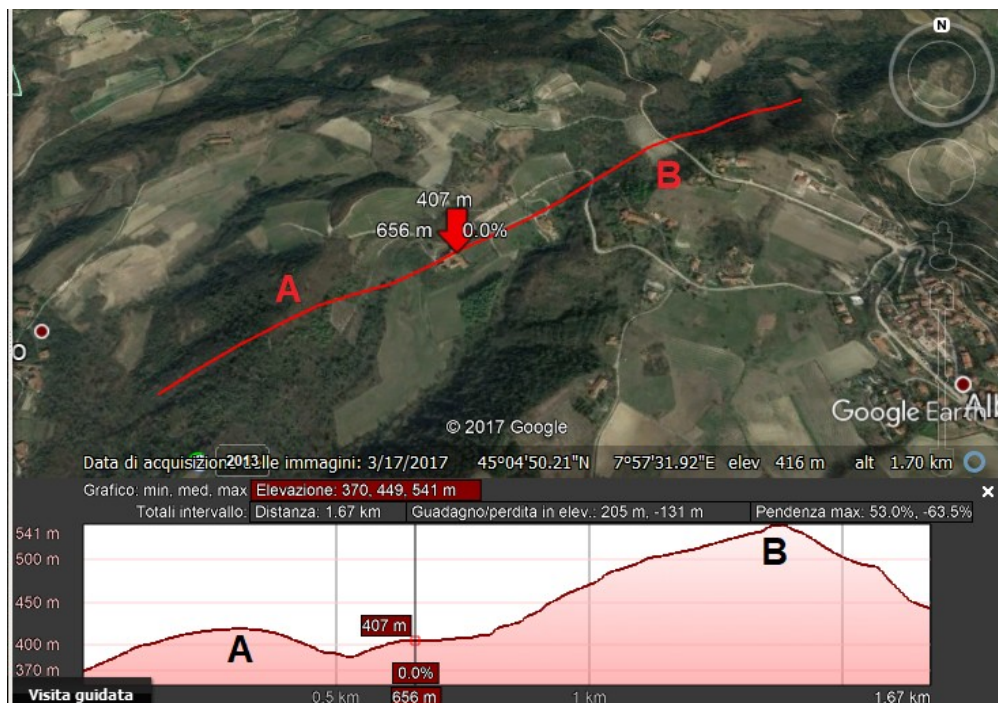 N
B
407 m
656 m 0.0%
A
O
All
Google Earth
© 2017 Google
2013
Data di acquisizione delle immagini: 3/17/2017 45°04'50.21"N 7°57'31.92"E elev 416 m alt 1.70 km
Grafico: min, med, max Elevazione: 370, 449, 541 m
Totali intervallo: Distanza: 1.67 km Guadagno/perdita in elev.: 205 m, -131 m Pendenza max: 53.0%, -63.5%
541 m
500 m
B
450 m
407 m
400 m
A
370 m
0.0%
Visita guidata
0.5 km 656 m 1 km 1.67 km